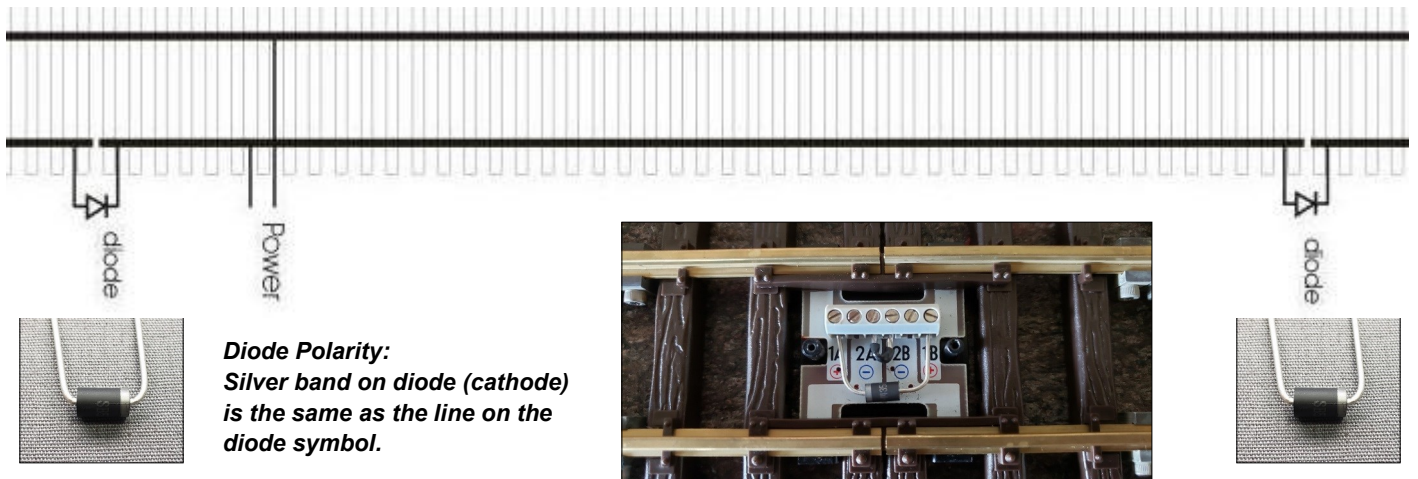 diode
Power
diode
Diode Polarity:
Silver band on diode (cathode)
is the same as the line on the
diode symbol.
1A 2A 2B 1B
+ − − +